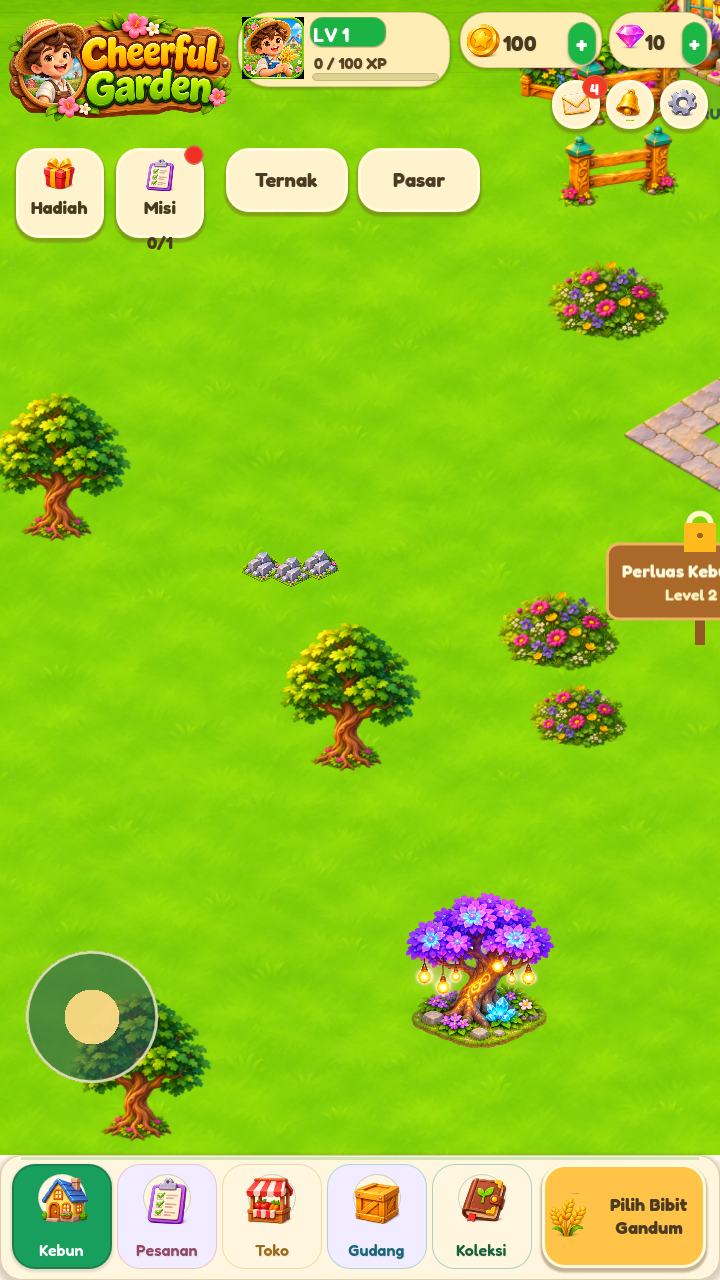 Cheerful
Garden
LV 1
0 / 100 XP
100
+
10
+
4
Hadiah
Misi
0/1
Ternak
Pasar
Level 2
Perluas
Kebun
Pesanan
Toko
Gudang
Koleksi
Pilih Bibit
Gandum